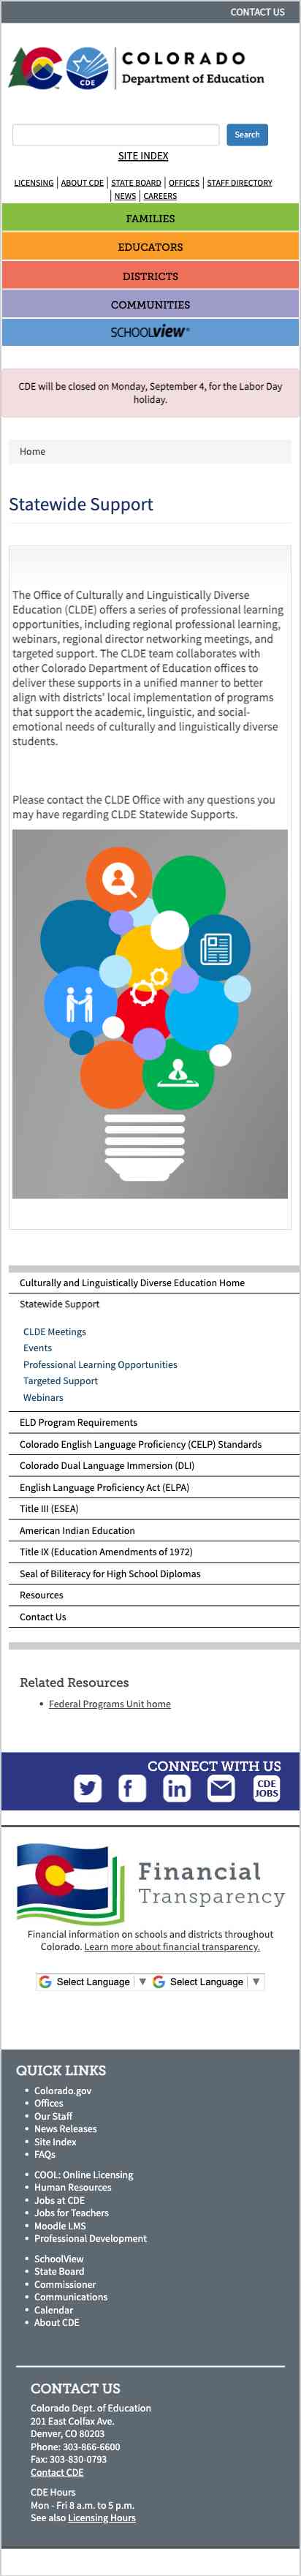 CONTACT US
COLORADO
Department of Education
CDE
Search
SITE INDEX
LICENSING | ABOUT CDE | STATE BOARD | OFFICES | STAFF DIRECTORY
| NEWS | CAREERS
FAMILIES
EDUCATORS
DISTRICTS
COMMUNITIES
SCHOOLVIEW®
CDE will be closed on Monday, September 4, for the Labor Day
holiday.
Home
Statewide Support
The Office of Culturally and Linguistically Diverse
Education (CLDE) offers a series of professional learning
opportunities, including regional professional learning,
webinars, regional director networking meetings, and
targeted support. The CLDE team collaborates with
other Colorado Department of Education offices to
deliver these supports in a unified manner to better
align with districts' local implementation of programs
that support the academic, linguistic, and social-
emotional needs of culturally and linguistically diverse
students.
Please contact the CLDE Office with any questions you
may have regarding CLDE Statewide Supports.
Culturally and Linguistically Diverse Education Home
Statewide Support
CLDE Meetings
Events
Professional Learning Opportunities
Targeted Support
Webinars
ELD Program Requirements
Colorado English Language Proficiency (CELP) Standards
Colorado Dual Language Immersion (DLI)
English Language Proficiency Act (ELPA)
Title III (ESEA)
American Indian Education
Title IX (Education Amendments of 1972)
Seal of Biliteracy for High School Diplomas
Resources
Contact Us
Related Resources
• Federal Programs Unit home
CONNECT WITH US
CDE
JOBS
Financial
Transparency
Financial information on schools and districts throughout
Colorado. Learn more about financial transparency.
Select Language ▼ Select Language ▼
QUICK LINKS
• Colorado.gov
• Offices
• Our Staff
• News Releases
• Site Index
• FAQs
• COOL: Online Licensing
• Human Resources
• Jobs at CDE
• Jobs for Teachers
• Moodle LMS
• Professional Development
• SchoolView
• State Board
• Commissioner
• Communications
• Calendar
• About CDE
CONTACT US
Colorado Dept. of Education
201 East Colfax Ave.
Denver, CO 80203
Phone: 303-866-6600
Fax: 303-830-0793
Contact CDE
CDE Hours
Mon - Fri 8 a.m. to 5 p.m.
See also Licensing Hours